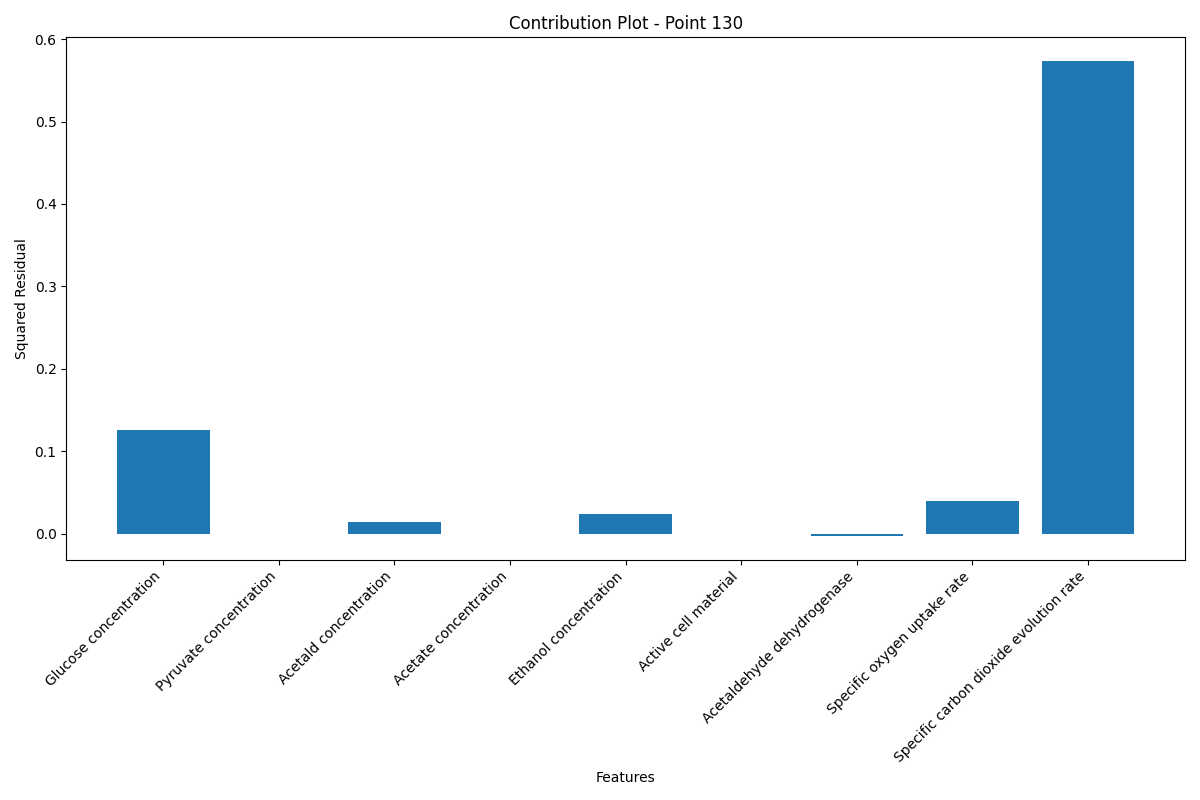 Contribution Plot - Point 130
0.6
0.5
0.4
0.3
0.2
0.1
0.0
Squared Residual
Glucose concentration
Pyruvate concentration
Acetald concentration
Acetate concentration
Ethanol concentration
Active cell material
Acetaldehyde dehydrogenase
Specific oxygen uptake rate
Specific carbon dioxide evolution rate
Features